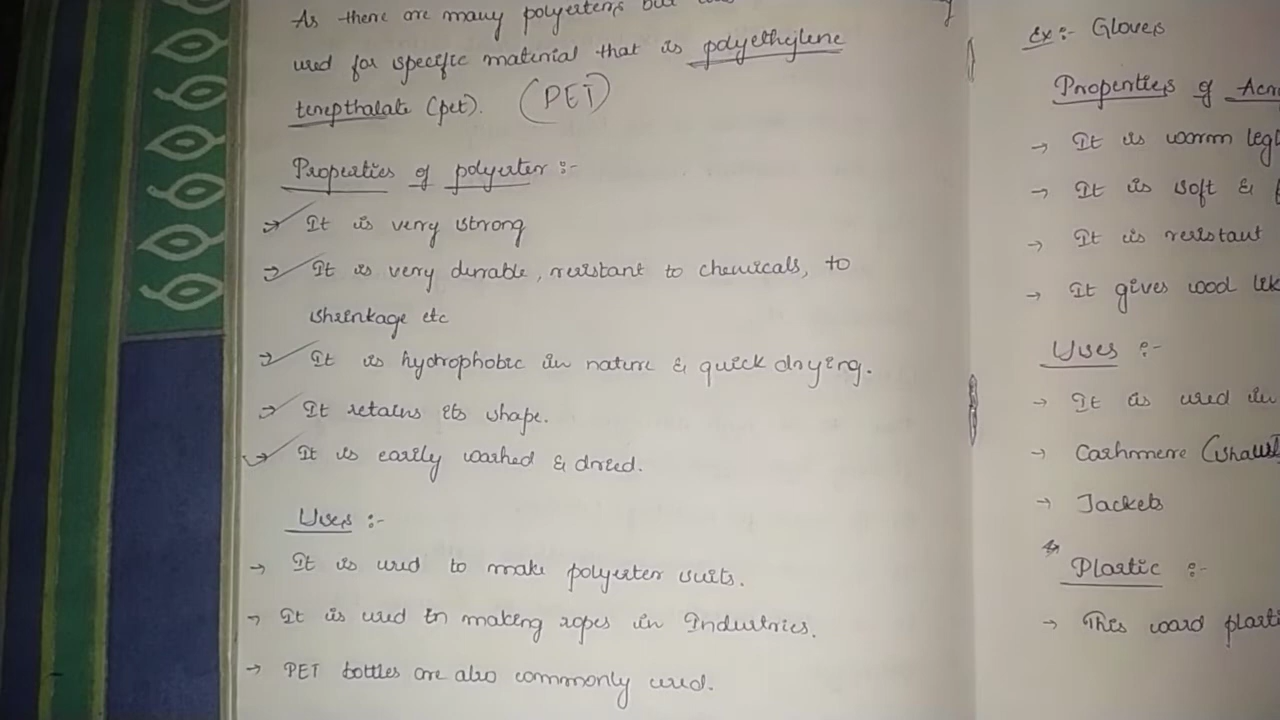 As there are many polyesters but
used for specific material that is polyethylene
terepthalate (pet). (PET)
Properties of polyester :-
→ It is very strong
→ It is very durable, resistant to chemicals, to
shrinkage etc
→ It is hydrophobic in nature & quick drying.
→ It retains its shape.
→ It is easily washed & dried.
Uses :-
→ It is used to make polyester suits.
→ It is used in making ropes in Industries.
→ PET bottles are also commonly used.
Ex :- Glovers
Properties of Acr
→ It is warm
→ It is soft &
→ It is resistant
→ It gives wool
Uses :-
→ It is used in
→ Cashmere (shawl
→ Jackets
Plastic :-
→ This word plasti